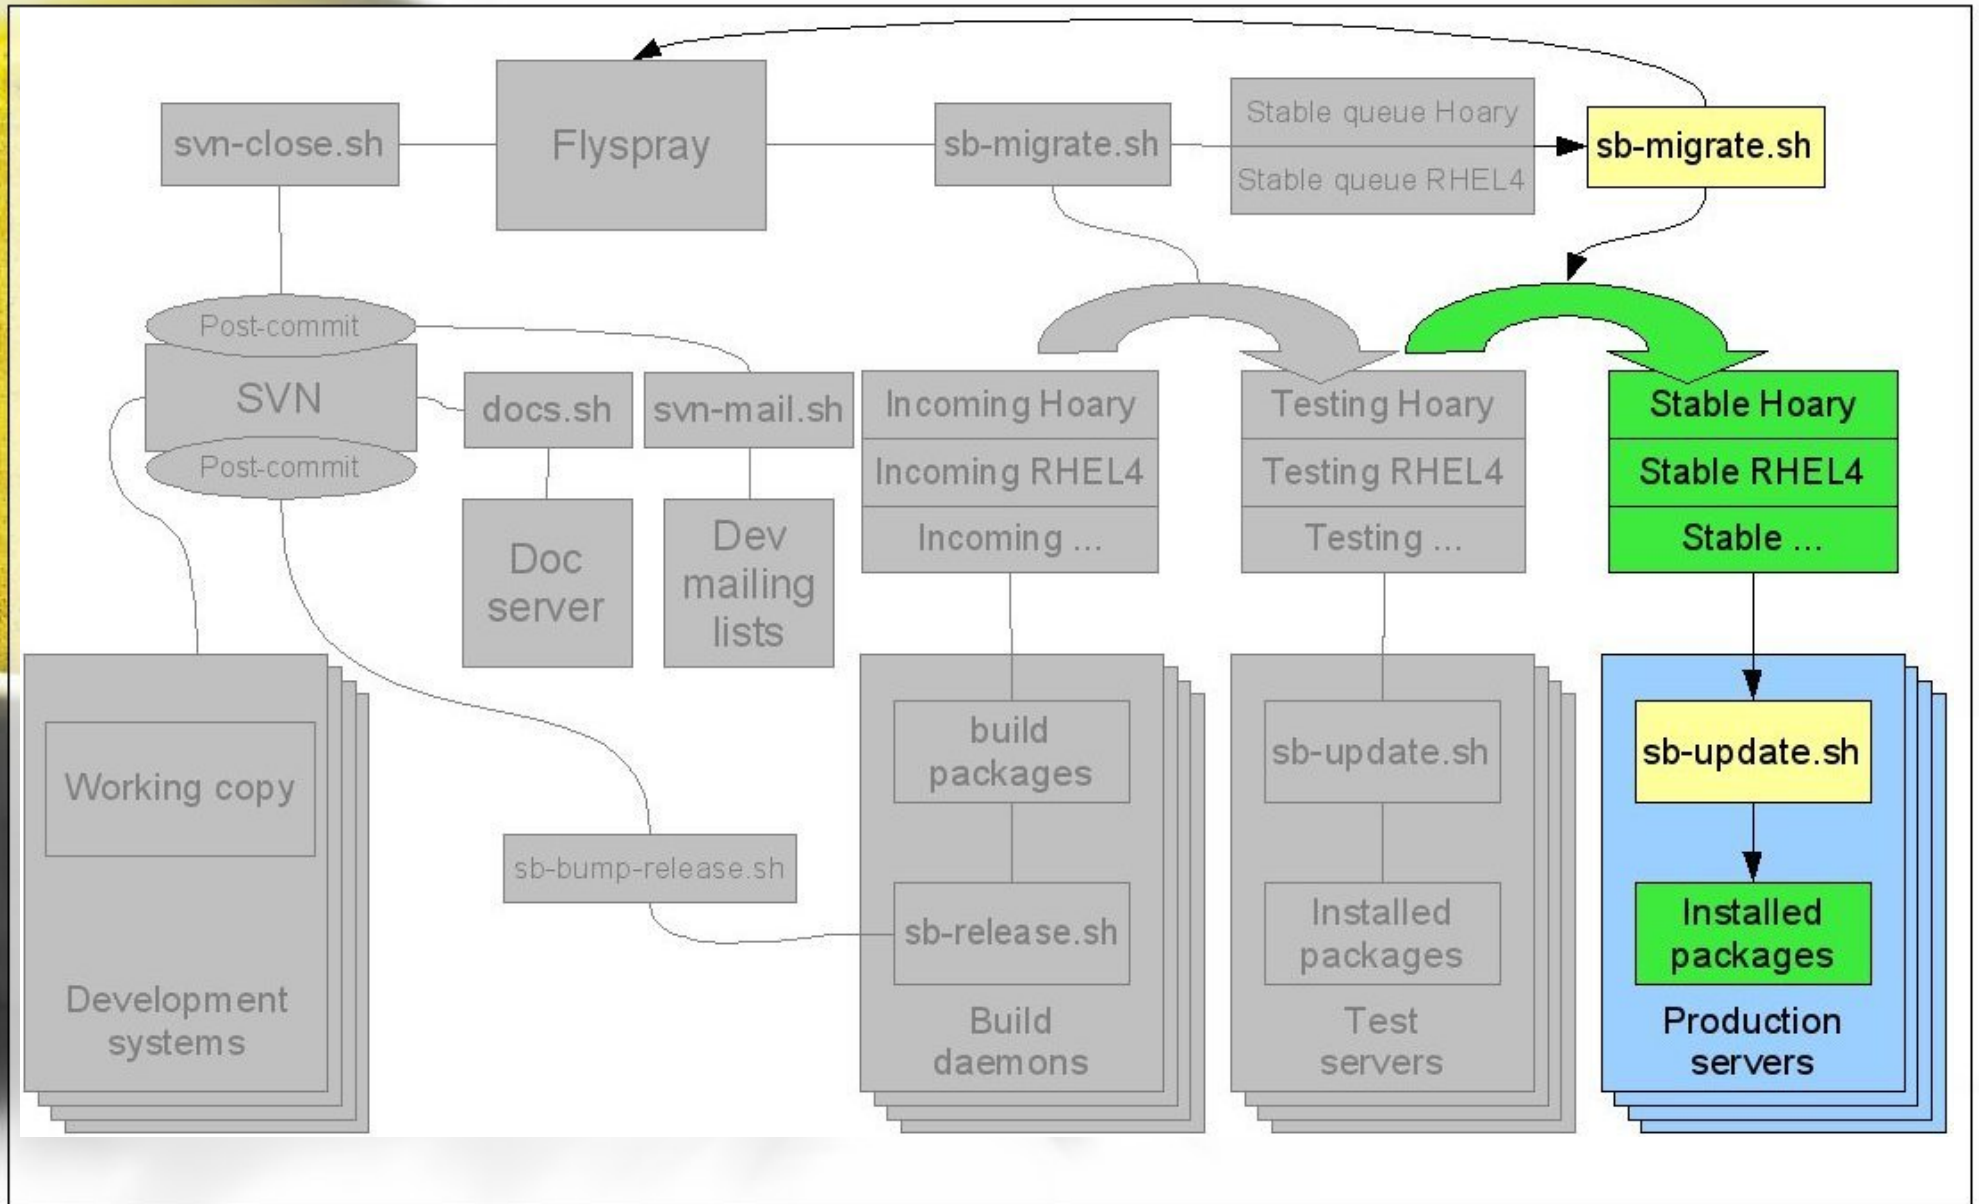 svn-close.sh
Flyspray
sb-migrate.sh
Stable queue Hoary
Stable queue RHEL4
sb-migrate.sh
Post-commit
SVN
Post-commit
docs.sh
svn-mail.sh
Incoming Hoary
Incoming RHEL4
Incoming ...
Testing Hoary
Testing RHEL4
Testing ...
Stable Hoary
Stable RHEL4
Stable ...
Doc
server
Dev
mailing
lists
Working copy
Development
systems
sb-bump-release.sh
build
packages
sb-release.sh
Build
daemons
sb-update.sh
Installed
packages
Test
servers
sb-update.sh
Installed
packages
Production
servers